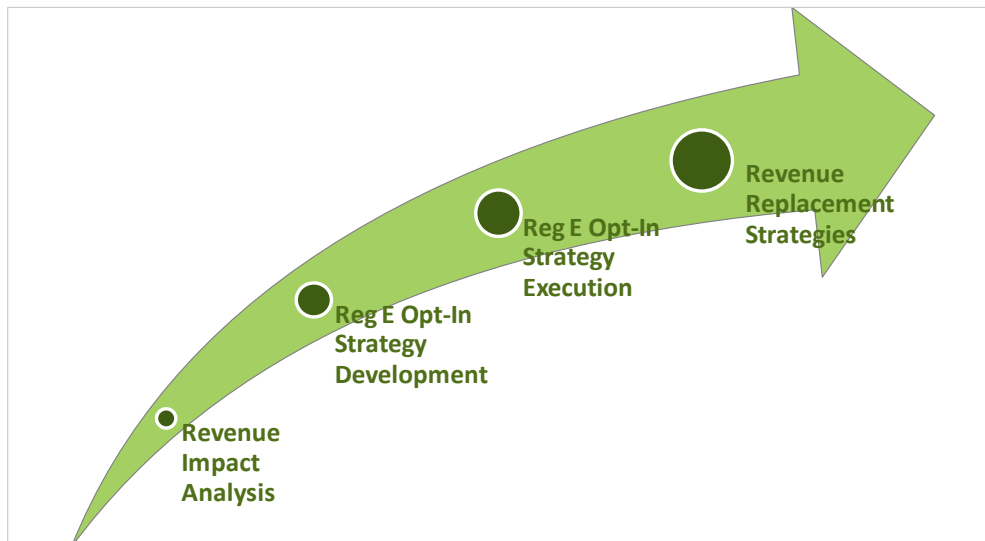 Revenue
Replacement
Strategies
Reg E Opt-In
Strategy
Execution
Reg E Opt-In
Strategy
Development
Revenue
Impact
Analysis